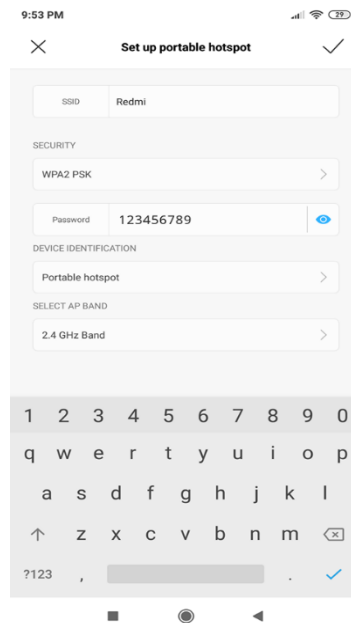 9:53 PM 29
Set up portable hotspot
SSID Redmi
SECURITY
WPA2 PSK
Password 123456789
DEVICE IDENTIFICATION
Portable hotspot
SELECT AP BAND
2.4 GHz Band
1 2 3 4 5 6 7 8 9 0
q w e r t y u i o p
a s d f g h j k l
z x c v b n m
?123 , .